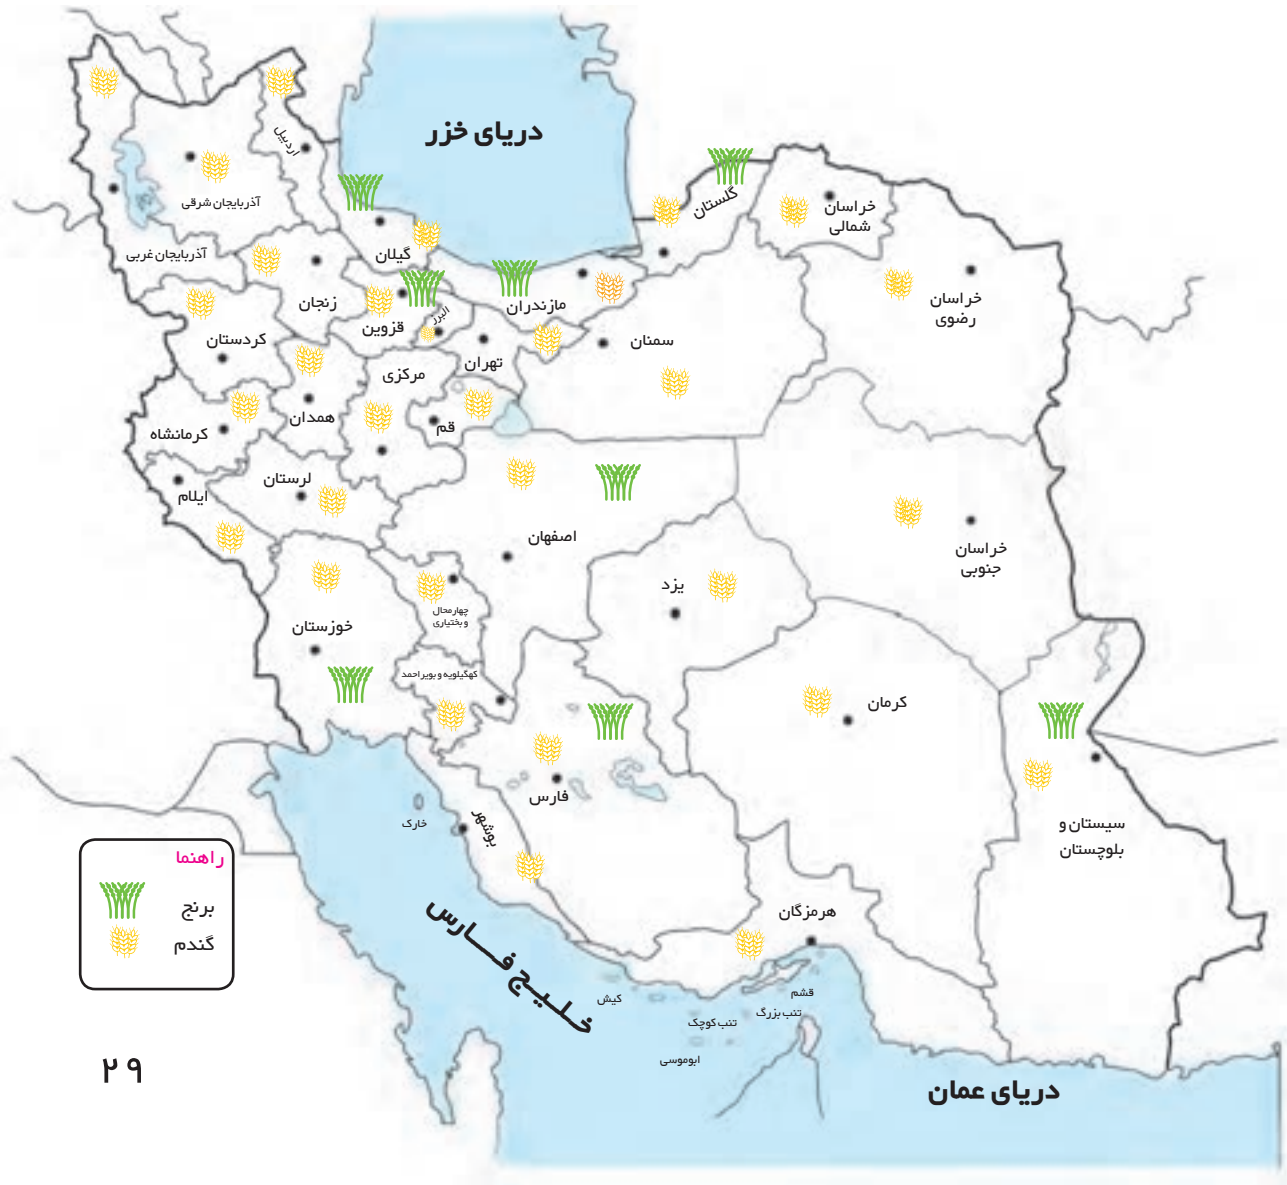 دریای خزر
اردبیل
آذربایجان شرقی
آذربایجان غربی
گیلان
گلستان
خراسان
شمالی
خراسان
رضوی
زنجان
قزوین
البرز
مازندران
تهران
سمنان
کردستان
همدان
مرکزی
قم
کرمانشاه
لرستان
ایلام
اصفهان
خراسان
جنوبی
یزد
چهارمحال
و بختیاری
خوزستان
کهگیلویه و بویراحمد
کرمان
فارس
خارک
بوشهر
سیستان و
بلوچستان
هرمزگان
خلیج فــارس
کیش
قشم
تنب بزرگ
تنب کوچک
ابوموسی
دریای عمان
راهنما
برنج
گندم
۲۹